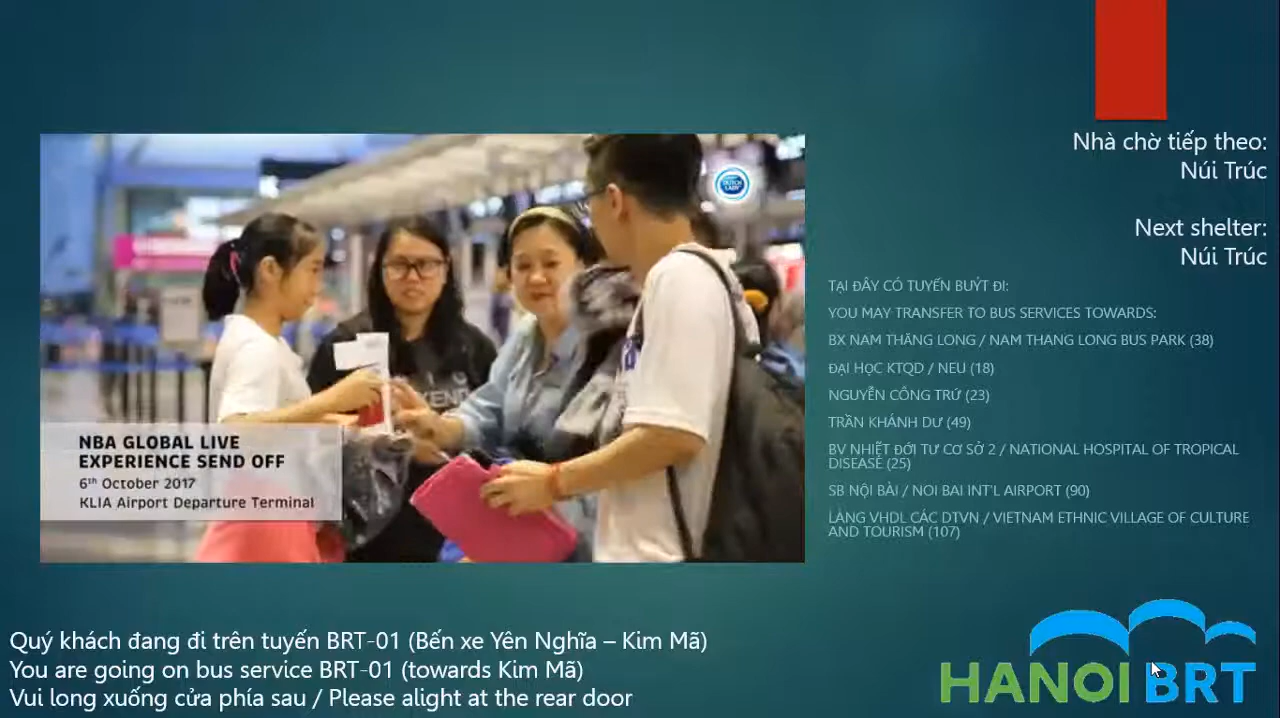 DUTCH LADY
NBA GLOBAL LIVE
EXPERIENCE SEND OFF
6th October 2017
KLIA Airport Departure Terminal
Nhà chờ tiếp theo:
Núi Trúc
Next shelter:
Núi Trúc
TẠI ĐÂY CÓ TUYẾN BUÝT ĐI:
YOU MAY TRANSFER TO BUS SERVICES TOWARDS:
BX NAM THĂNG LONG / NAM THANG LONG BUS PARK (38)
ĐẠI HỌC KTQD / NEU (18)
NGUYỄN CÔNG TRỨ (23)
TRẦN KHÁNH DƯ (49)
BV NHIỆT ĐỚI TƯ CƠ SỞ 2 / NATIONAL HOSPITAL OF TROPICAL
DISEASE (25)
SB NỘI BÀI / NOI BAI INT'L AIRPORT (90)
LÀNG VHDL CÁC DTVN / VIETNAM ETHNIC VILLAGE OF CULTURE
AND TOURISM (107)
Quý khách đang đi trên tuyến BRT-01 (Bến xe Yên Nghĩa – Kim Mã)
You are going on bus service BRT-01 (towards Kim Mã)
Vui long xuống cửa phía sau / Please alight at the rear door
HANOI BRT